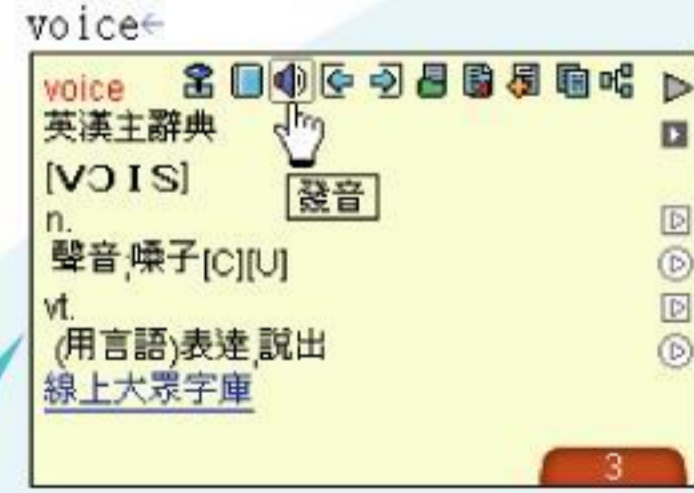 voice←
voice
英漢主辭典
[VOIS]
發音
n.
聲音,嗓子[C][U]
vt.
(用言語)表達,說出
線上大眾字庫
3